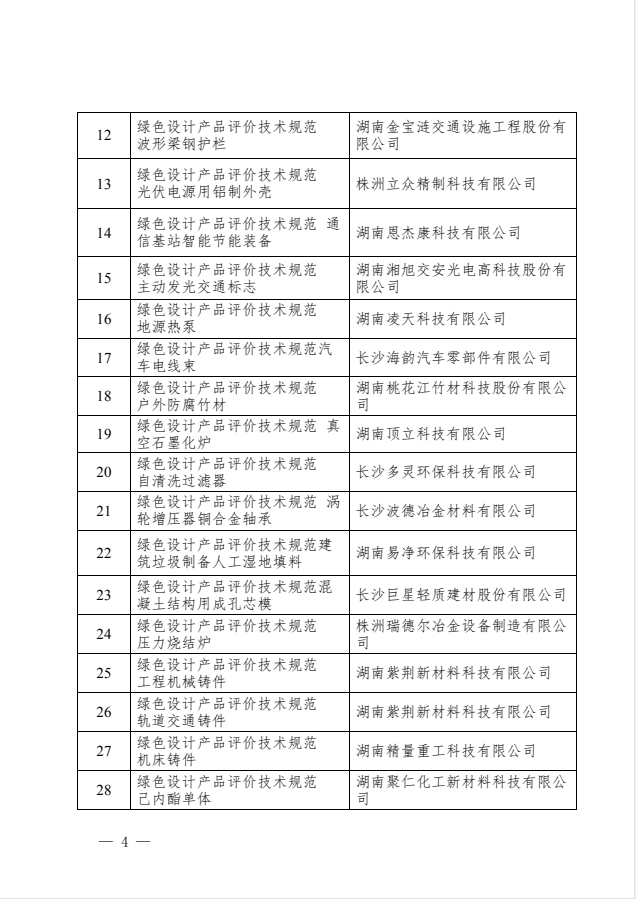 12
绿色设计产品评价技术规范
波形梁钢护栏
湖南金宝涟交通设施工程股份有
限公司
13
绿色设计产品评价技术规范
光伏电源用铝制外壳
株洲立众精制科技有限公司
14
绿色设计产品评价技术规范 通
信基站智能节能装备
湖南恩杰康科技有限公司
15
绿色设计产品评价技术规范
主动发光交通标志
湖南湘旭交安光电高科技股份有
限公司
16
绿色设计产品评价技术规范
地源热泵
湖南凌天科技有限公司
17
绿色设计产品评价技术规范汽
车电线束
长沙海韵汽车零部件有限公司
18
绿色设计产品评价技术规范
户外防腐竹材
湖南桃花江竹材科技股份有限公
司
19
绿色设计产品评价技术规范 真
空石墨化炉
湖南顶立科技有限公司
20
绿色设计产品评价技术规范
自清洗过滤器
长沙多灵环保科技有限公司
21
绿色设计产品评价技术规范 涡
轮增压器铜合金轴承
长沙波德冶金材料有限公司
22
绿色设计产品评价技术规范建
筑垃圾制备人工湿地填料
湖南易净环保科技有限公司
23
绿色设计产品评价技术规范混
凝土结构用成孔芯模
长沙巨星轻质建材股份有限公司
24
绿色设计产品评价技术规范
压力烧结炉
株洲瑞德尔冶金设备制造有限公
司
25
绿色设计产品评价技术规范
工程机械铸件
湖南紫荆新材料科技有限公司
26
绿色设计产品评价技术规范
轨道交通铸件
湖南紫荆新材料科技有限公司
27
绿色设计产品评价技术规范
机床铸件
湖南精量重工科技有限公司
28
绿色设计产品评价技术规范
己内酯单体
湖南聚仁化工新材料科技有限公
司
— 4 —